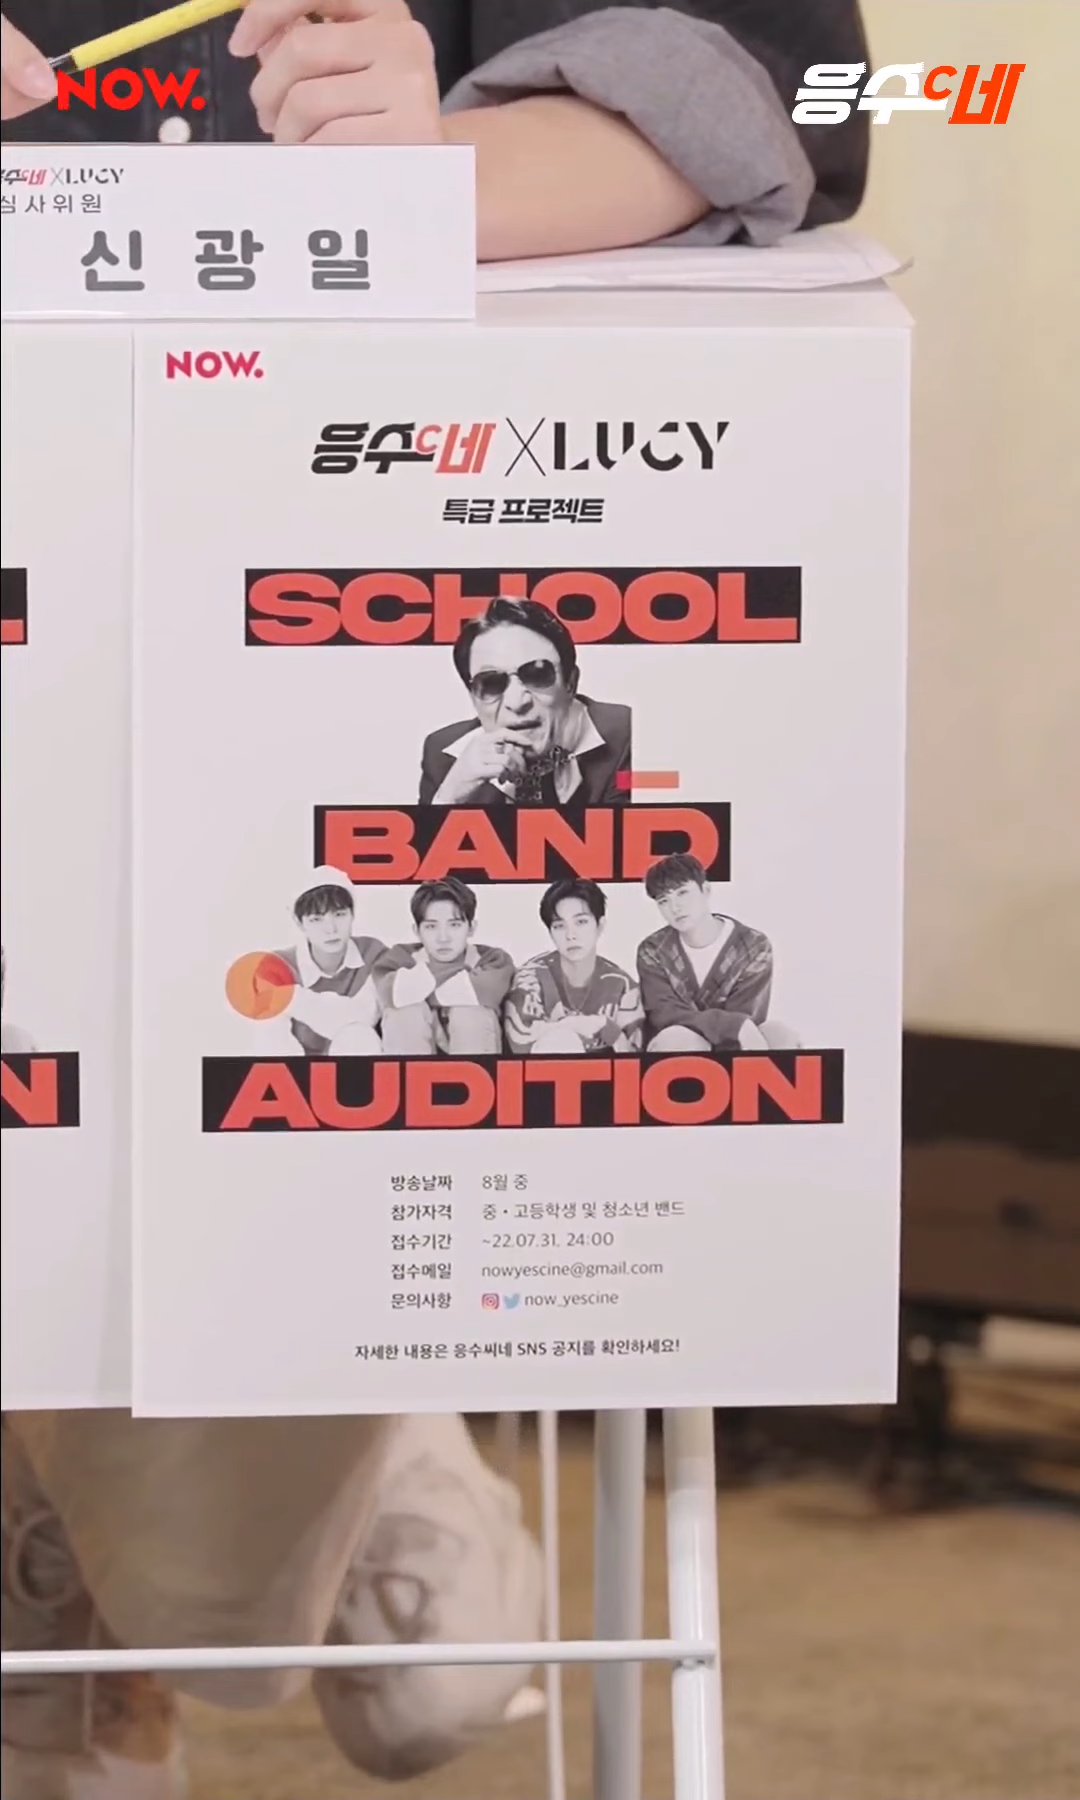 NOW.
응수C네
수C네 X LUCY
심사위원
신광일
NOW.
응수C네 X LUCY
특급 프로젝트
SCHOOL
BAND
AUDITION
방송날짜 8월 중
참가자격 중·고등학생 및 청소년 밴드
접수기간 ~22.07.31. 24:00
접수메일 nowyescine@gmail.com
문의사항 now_yescine
자세한 내용은 응수씨네 SNS 공지를 확인하세요!
L
N